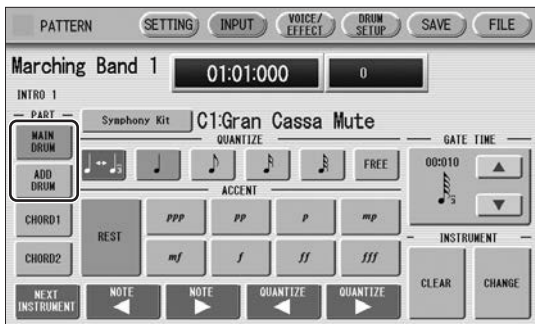 PATTERN SETTING INPUT VOICE/EFFECT DRUM SETUP SAVE FILE
Marching Band 1 01:01:000 0
INTRO 1
PART
Symphony Kit C1:Gran Cassa Mute
MAIN DRUM
QUANTIZE
GATE TIME
FREE
00:010
ADD DRUM
ACCENT
CHORD1
REST
ppp pp p mp
INSTRUMENT
CHORD2
mf f ff fff
CLEAR CHANGE
NEXT INSTRUMENT
NOTE NOTE QUANTIZE QUANTIZE